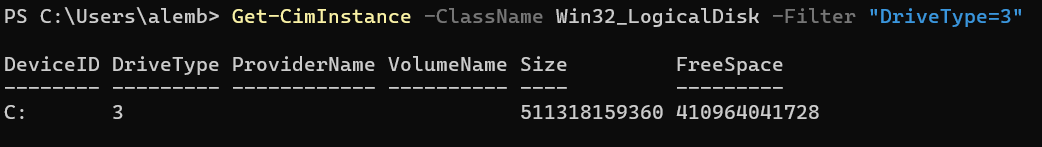 PS C:\Users\alemb> Get-CimInstance -ClassName Win32_LogicalDisk -Filter "DriveType=3"
DeviceID DriveType ProviderName VolumeName Size         FreeSpace
-------- --------- ------------ ---------- ----         ---------
C:       3                                 511318159360 410964041728